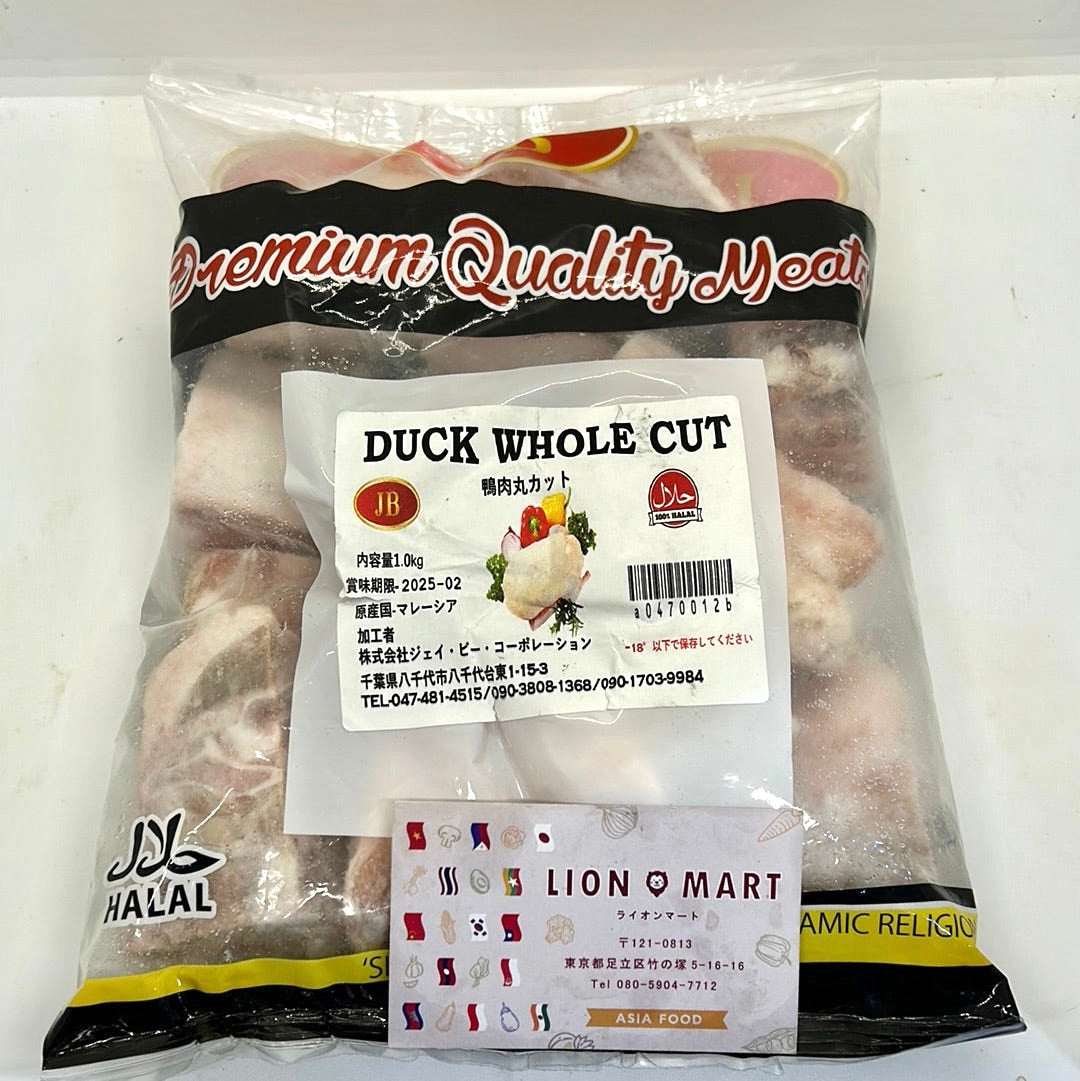 Premium Quality Meat
DUCK WHOLE CUT
鴨肉丸カット
JB
حلال
100% HALAL
内容量1.0kg
賞味期限-2025-02
原産国-マレーシア
加工者
株式会社ジェイ・ビー・コーポレーション
千葉県八千代市八千代台東1-15-3
TEL-047-481-4515/090-3808-1368/090-1703-9984
a0470012b
-18° 以下で保存してください
حلال
HALAL
LION MART
ライオンマート
〒121-0813
東京都足立区竹の塚5-16-16
Tel 080-5904-7712
ASIA FOOD
AMIC RELIGIO